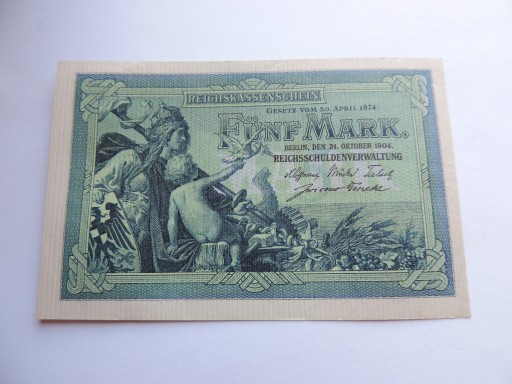 REICHSKASSENSCHEIN
GESETZ VOM 30. APRIL 1874.
FÜNF MARK.
BERLIN, DEN 31. OKTOBER 1904.
REICHSSCHULDENVERWALTUNG